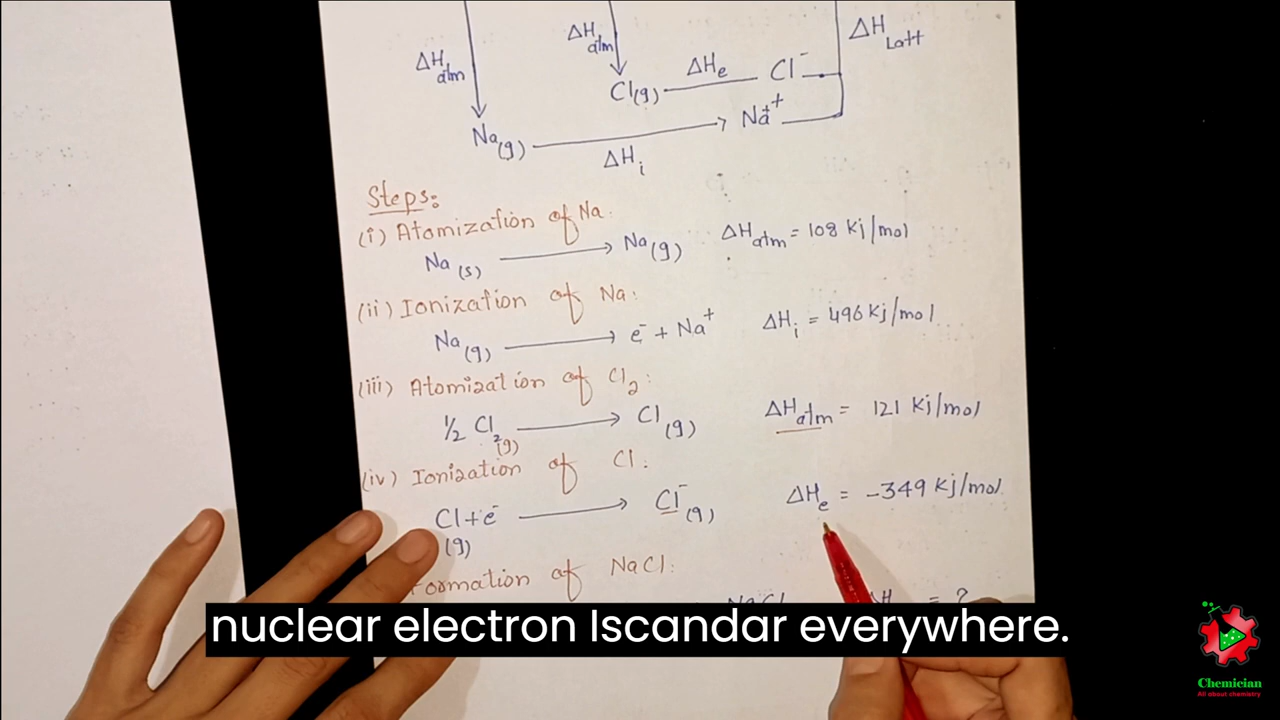 ΔH latt
ΔH atm
ΔH atm
ΔHe
Cl⁻
Cl(g)
Na⁺
Na(g)
ΔHi
Steps:
(i) Atomization of Na:
Na(s) → Na(g) ΔHatm = 108 kj/mol
(ii) Ionization of Na:
Na(g) → e⁻ + Na⁺ ΔHi = 496 kj/mol
(iii) Atomization of Cl₂:
½ Cl₂(g) → Cl(g) ΔHatm = 121 kj/mol
(iv) Ionization of Cl:
Cl(g) + e⁻ → Cl⁻(g) ΔHe = -349 kj/mol
Formation of NaCl:
NaCl ΔH = ?
nuclear electron Iscandar everywhere.
Chemician
All about chemistry